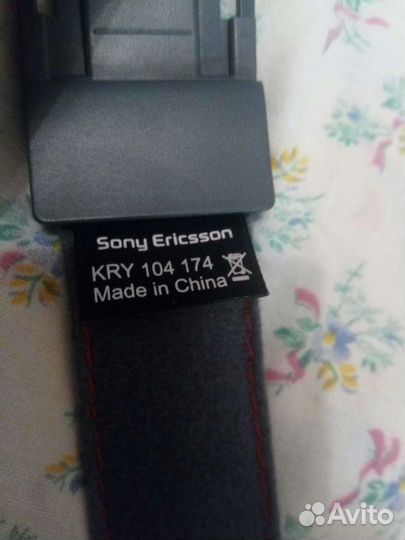 Sony Ericsson
KRY 104 174
Made in China
Avito